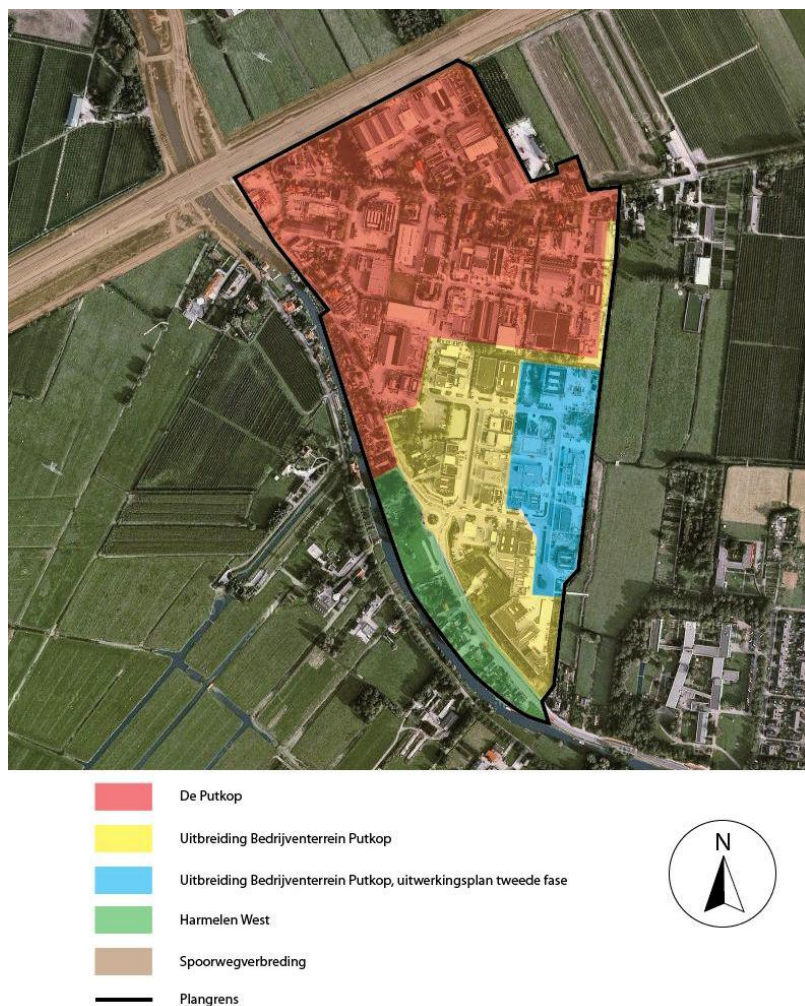 De Putkop
Uitbreiding Bedrijventerrein Putkop
Uitbreiding Bedrijventerrein Putkop, uitwerkingsplan tweede fase
Harmelen West
Spoorwegverbreding
Plangrens
N